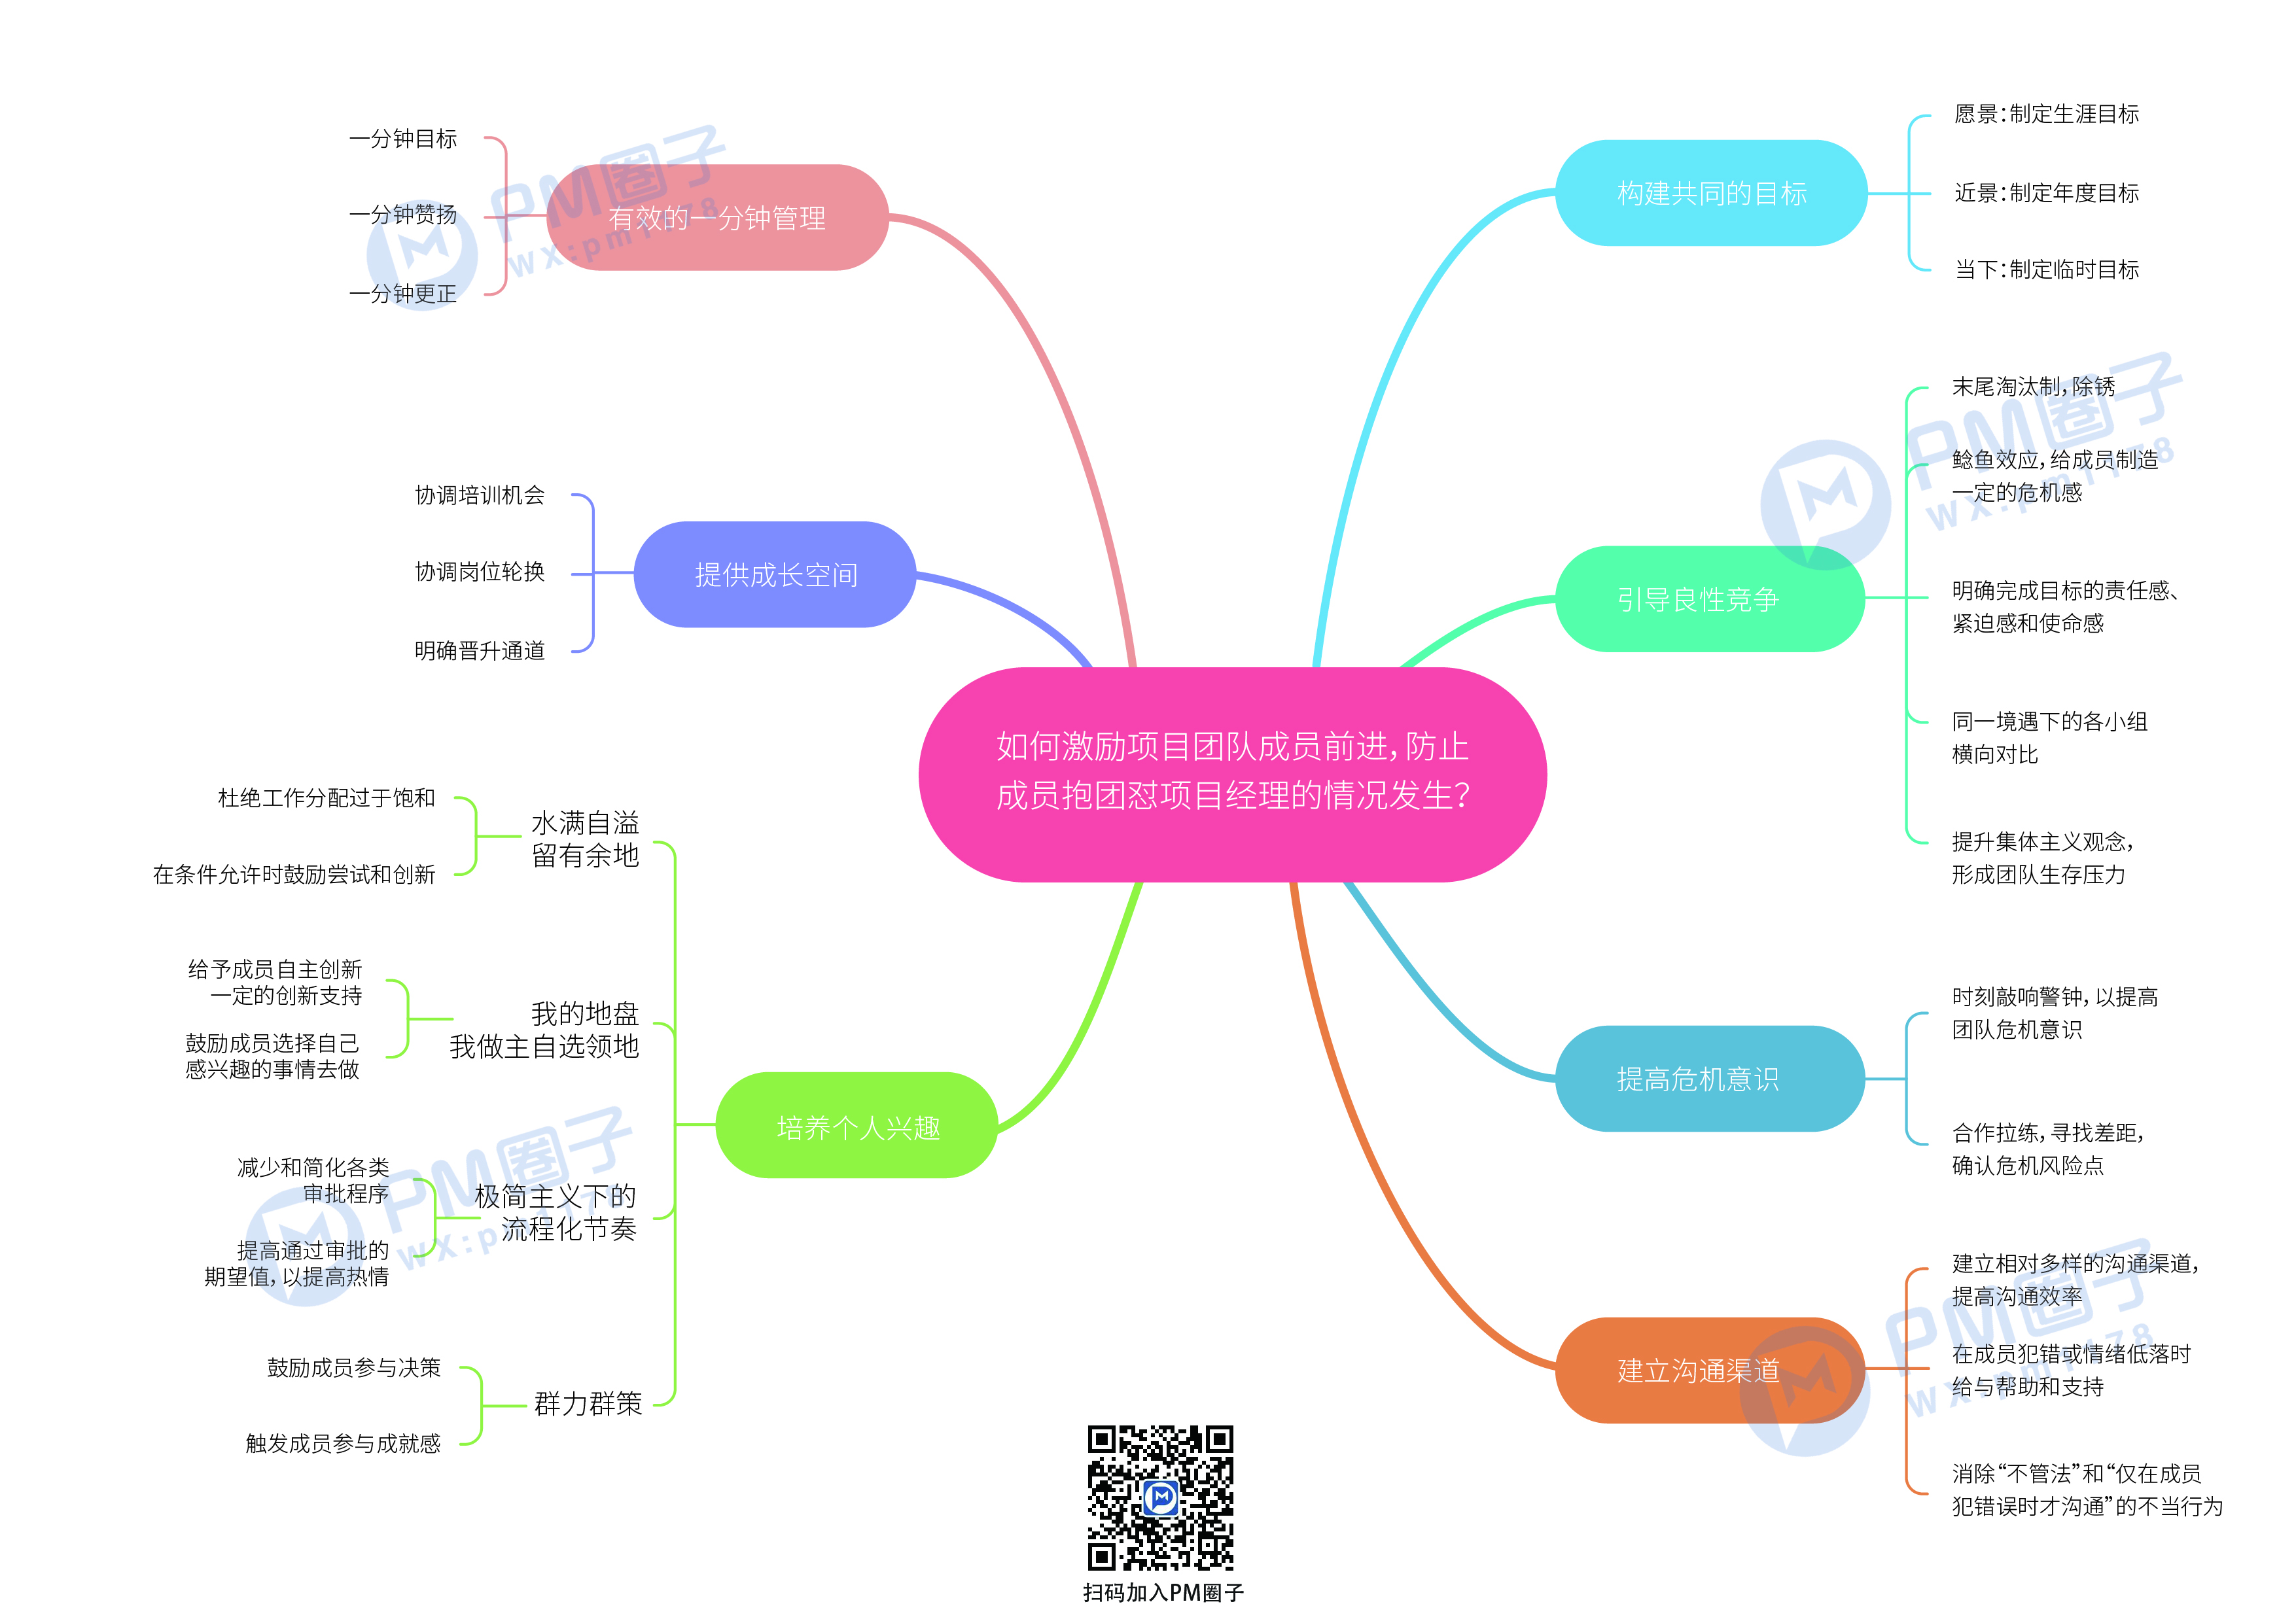 如何激励项目团队成员前进，防止
成员抱团怼项目经理的情况发生？
构建共同的目标
愿景：制定生涯目标
近景：制定年度目标
当下：制定临时目标
引导良性竞争
末尾淘汰制，除锈
鲶鱼效应，给成员制造
一定的危机感
明确完成目标的责任感、
紧迫感和使命感
同一境遇下的各小组
横向对比
提升集体主义观念，
形成团队生存压力
提高危机意识
时刻敲响警钟，以提高
团队危机意识
合作拉练，寻找差距，
确认危机风险点
建立沟通渠道
建立相对多样的沟通渠道，
提高沟通效率
在成员犯错或情绪低落时
给与帮助和支持
消除“不管法”和“仅在成员
犯错误时才沟通”的不当行为
有效的一分钟管理
一分钟目标
一分钟赞扬
一分钟更正
提供成长空间
协调培训机会
协调岗位轮换
明确晋升通道
培养个人兴趣
水满自溢
留有余地
杜绝工作分配过于饱和
在条件允许时鼓励尝试和创新
我的地盘
我做主自选领地
给予成员自主创新
一定的创新支持
鼓励成员选择自己
感兴趣的事情去做
极简主义下的
流程化节奏
减少和简化各类
审批程序
提高通过审批的
期望值，以提高热情
群力群策
鼓励成员参与决策
触发成员参与成就感
扫码加入PM圈子
PM圈子
wx:pm1178
PM圈子
wx:pm1178
PM圈子
wx:pm1178
PM圈子
wx:pm1178